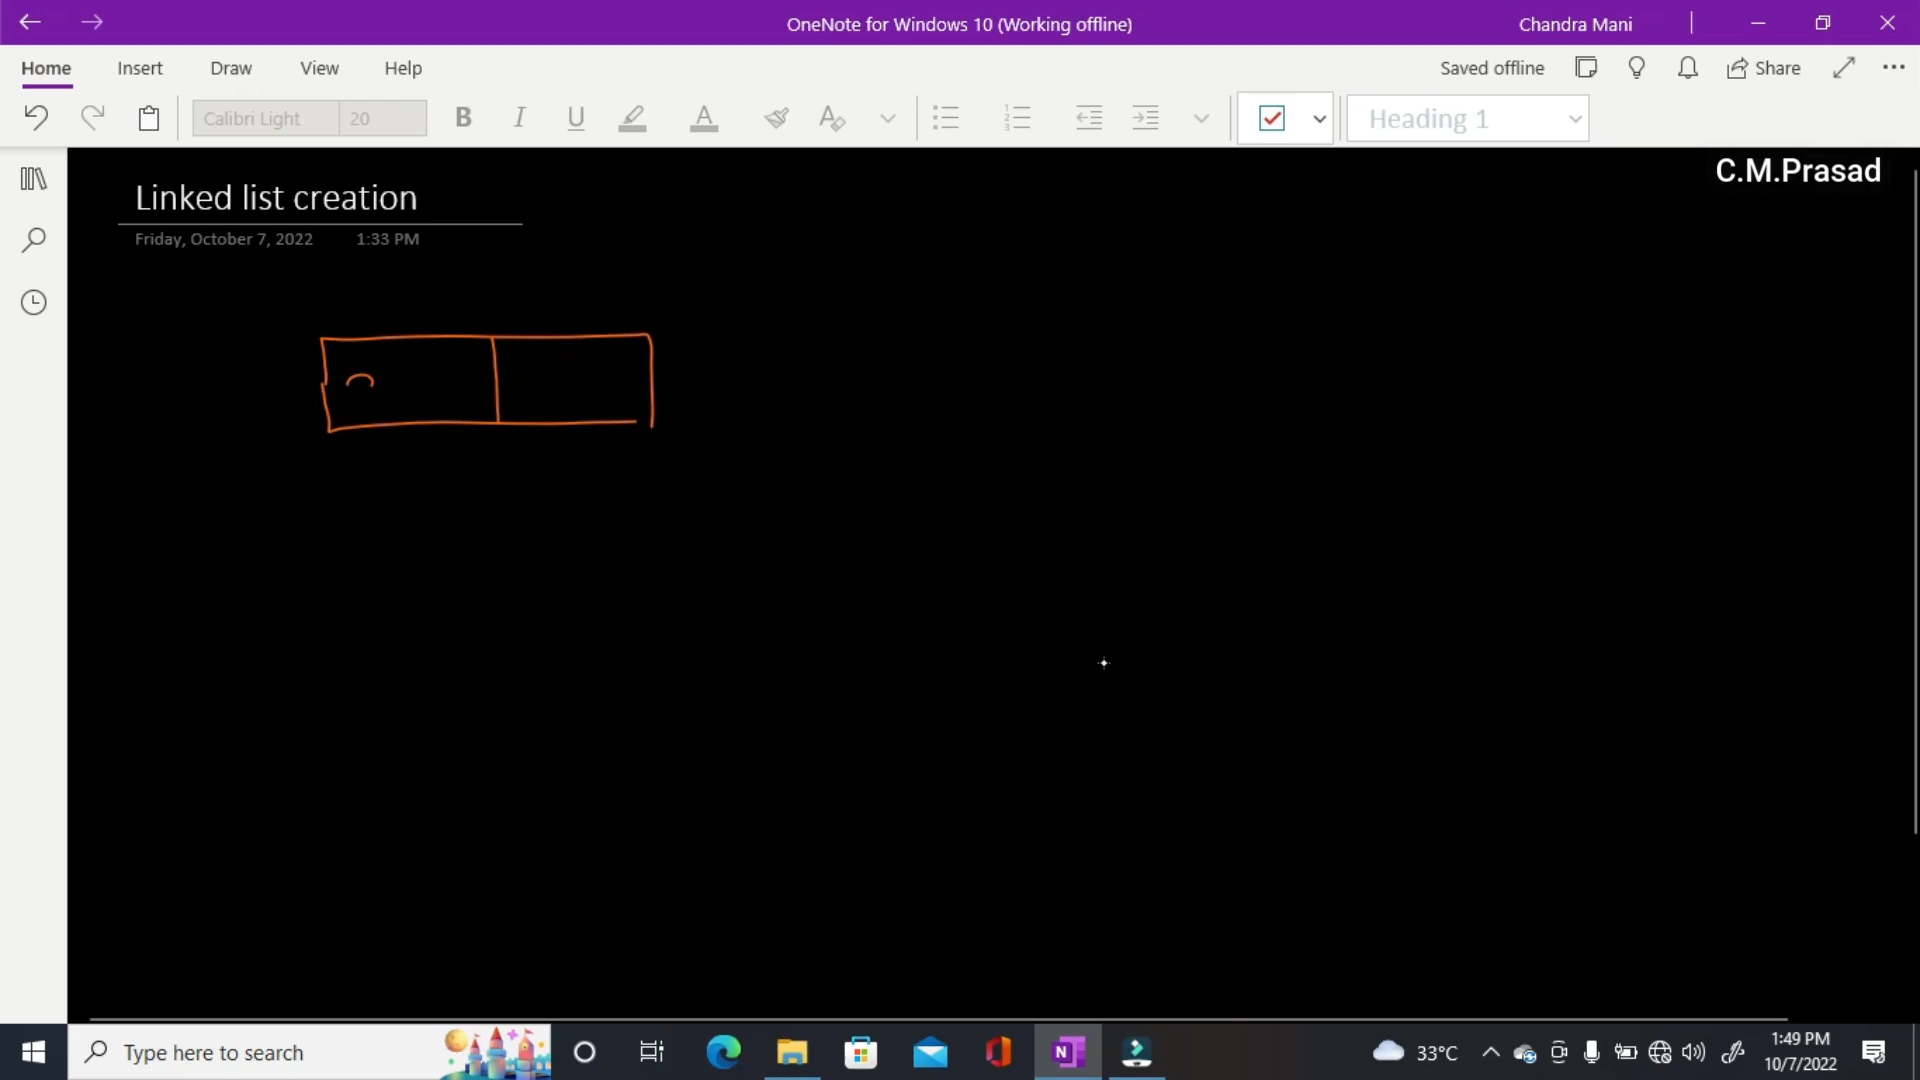 OneNote for Windows 10 (Working offline)
Chandra Mani
Home Insert Draw View Help
Saved offline
Share
Calibri Light 20
B I U A A
Heading 1
C.M.Prasad
Linked list creation
Friday, October 7, 2022 1:33 PM
Type here to search
N
33°C
1:49 PM
10/7/2022